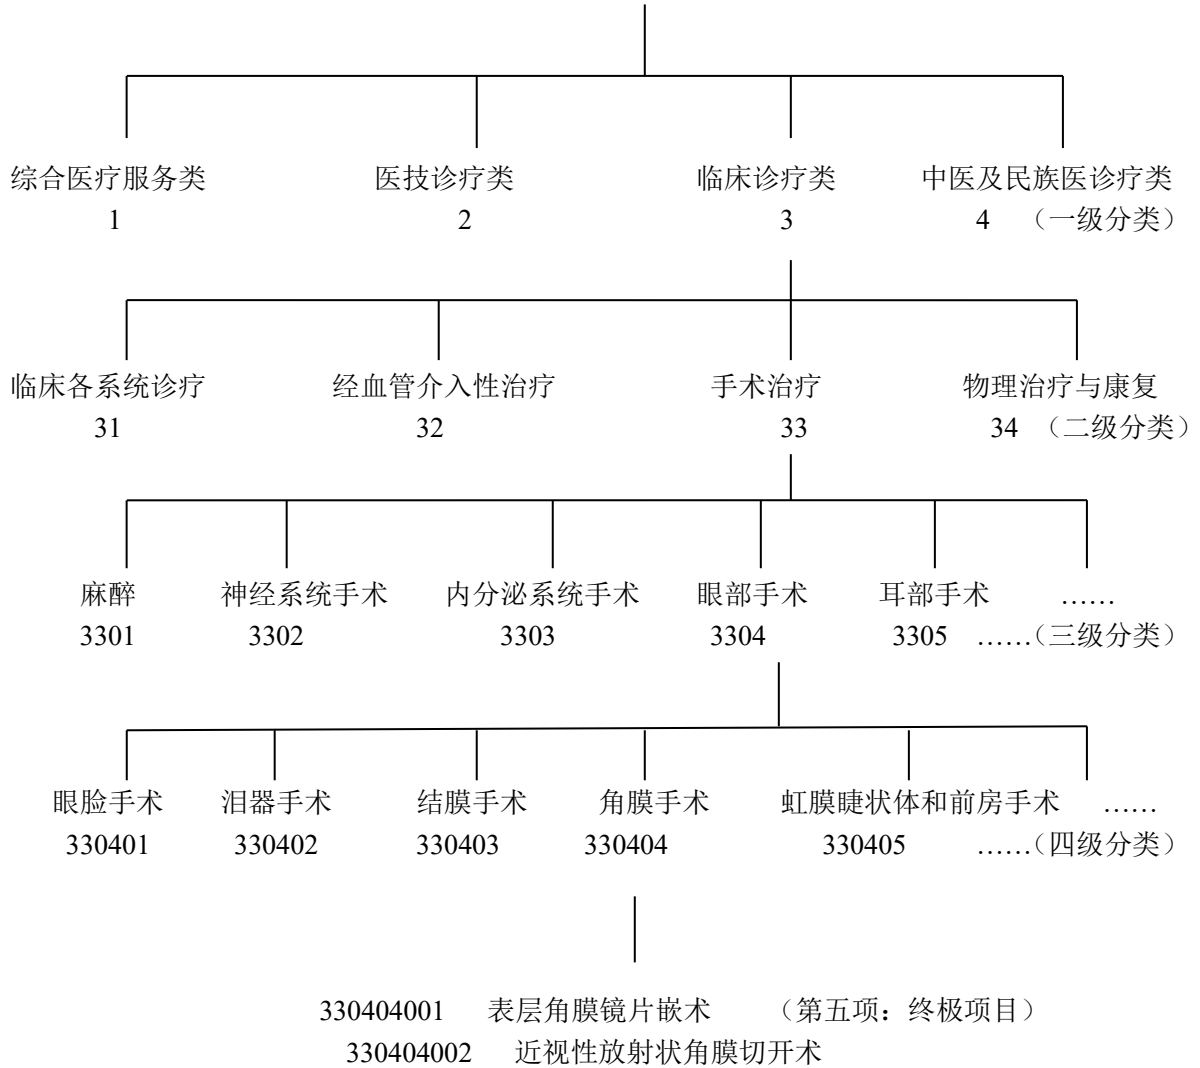 综合医疗服务类 医技诊疗类 临床诊疗类 中医及民族医诊疗类
1 2 3 4 （一级分类）
临床各系统诊疗 经血管介入性治疗 手术治疗 物理治疗与康复
31 32 33 34 （二级分类）
麻醉 神经系统手术 内分泌系统手术 眼部手术 耳部手术 ……
3301 3302 3303 3304 3305 ……（三级分类）
眼脸手术 泪器手术 结膜手术 角膜手术 虹膜睫状体和前房手术 ……
330401 330402 330403 330404 330405 ……（四级分类）
330404001 表层角膜镜片嵌术 （第五项：终极项目）
330404002 近视性放射状角膜切开术